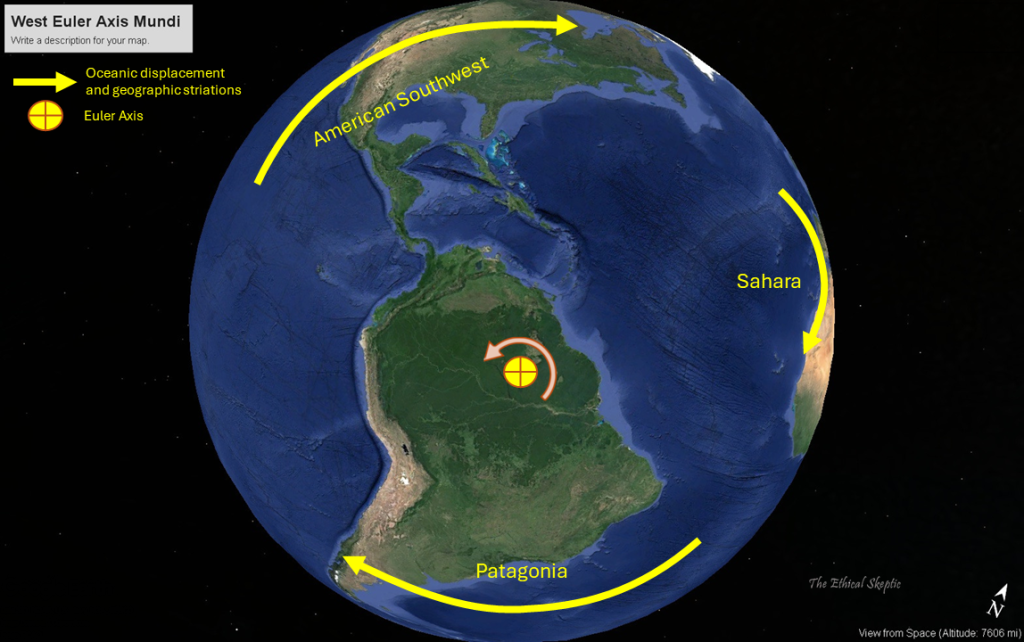 West Euler Axis Mundi
Write a description for your map.
Oceanic displacement
and geographic striations
Euler Axis
American Southwest
Sahara
Patagonia
The Ethical Skeptic
N
View from Space (Altitude: 7606 mi)